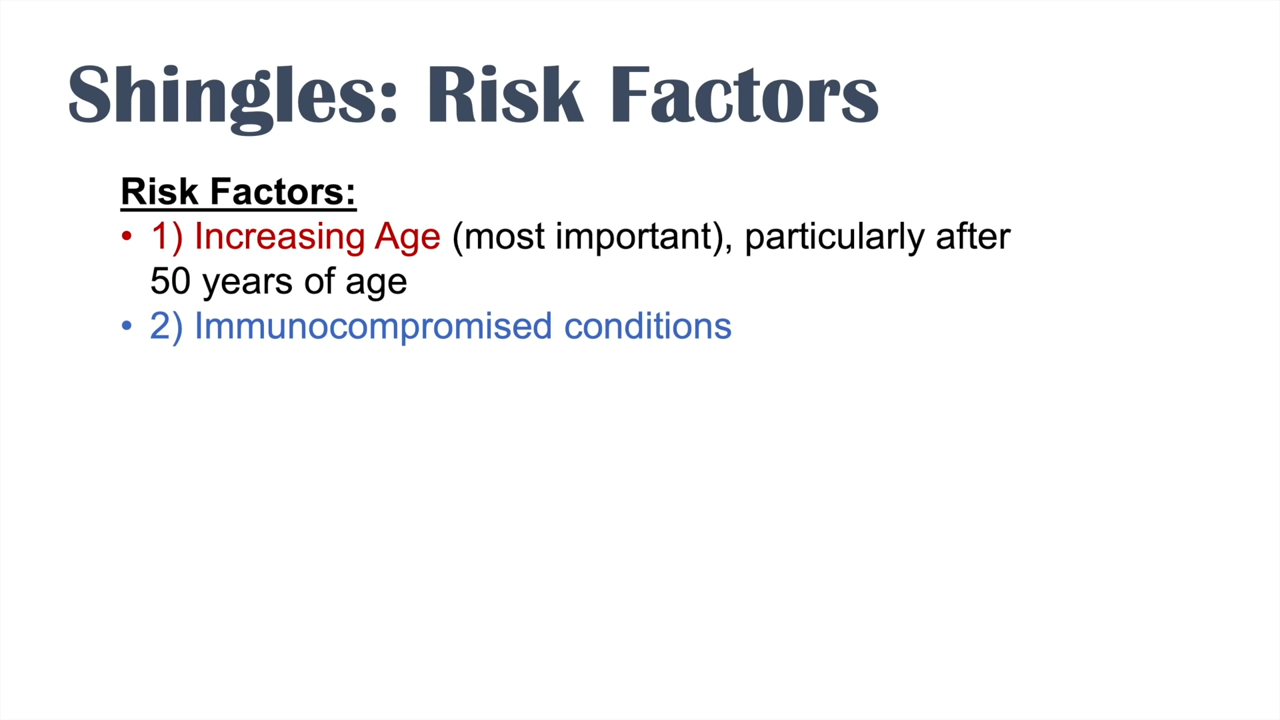 Shingles: Risk Factors
Risk Factors:
• 1) Increasing Age (most important), particularly after
50 years of age
• 2) Immunocompromised conditions